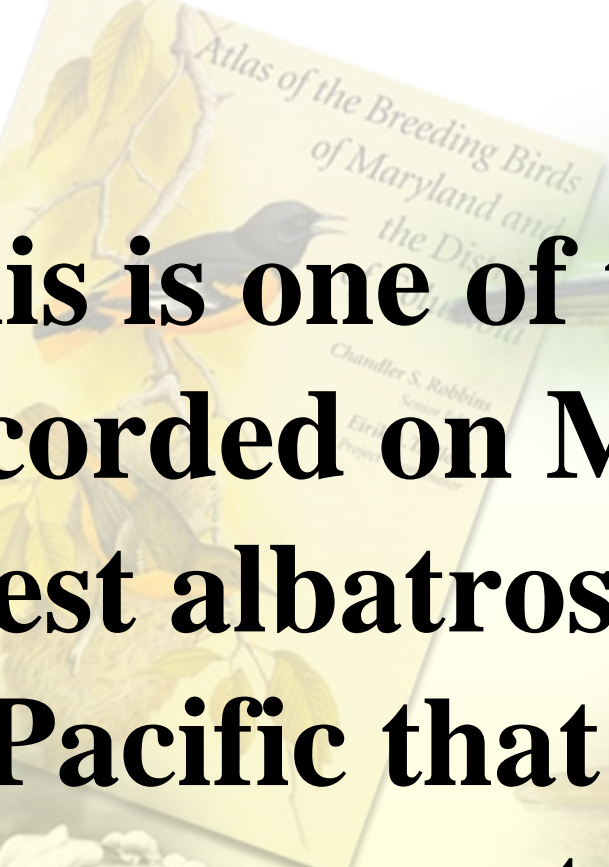 Atlas of the Breeding Birds
of Maryland and
the Dis
is is one of
corded on M
est albatros
Chandler S. Robbins
Pacific that